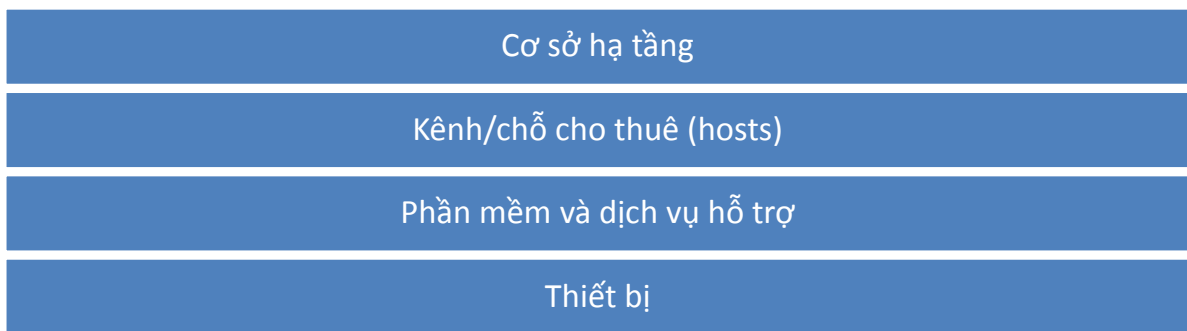 Cơ sở hạ tầng
Kênh/chỗ cho thuê (hosts)
Phần mềm và dịch vụ hỗ trợ
Thiết bị